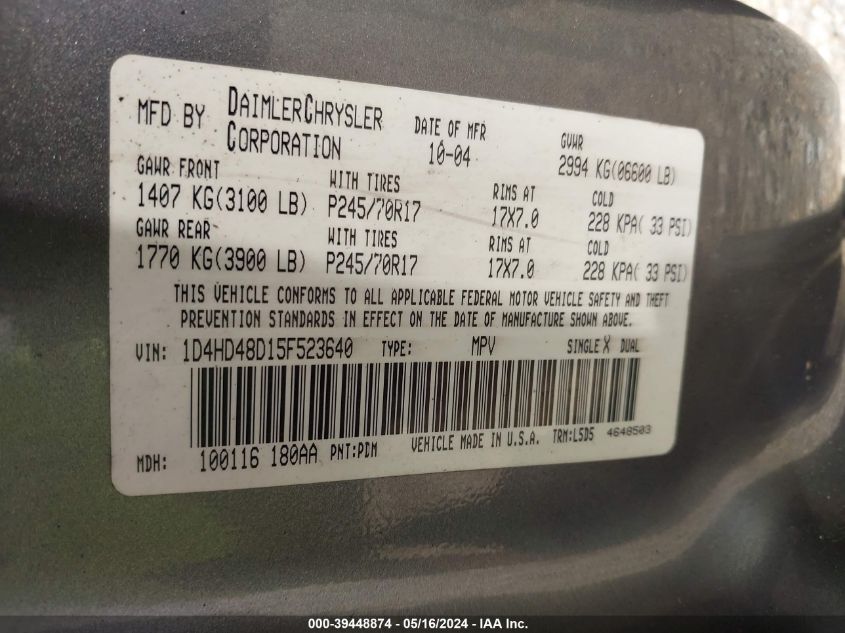 MFD BY DAIMLERCHRYSLER CORPORATION DATE OF MFR 10-04 GVWR 2994 KG(06600 LB)
GAWR FRONT WITH TIRES RIMS AT COLD
1407 KG(3100 LB) P245/70R17 17X7.0 228 KPA( 33 PSI)
GAWR REAR WITH TIRES RIMS AT COLD
1770 KG(3900 LB) P245/70R17 17X7.0 228 KPA( 33 PSI)
THIS VEHICLE CONFORMS TO ALL APPLICABLE FEDERAL MOTOR VEHICLE SAFETY AND THEFT
PREVENTION STANDARDS IN EFFECT ON THE DATE OF MANUFACTURE SHOWN ABOVE.
VIN: 1D4HD48D15F523640 TYPE: MPV SINGLE X DUAL
MDH: 100116 180AA PNT:PDM VEHICLE MADE IN U.S.A. TRM:L5D5 4648503
000-39448874 - 05/16/2024 - IAA Inc.